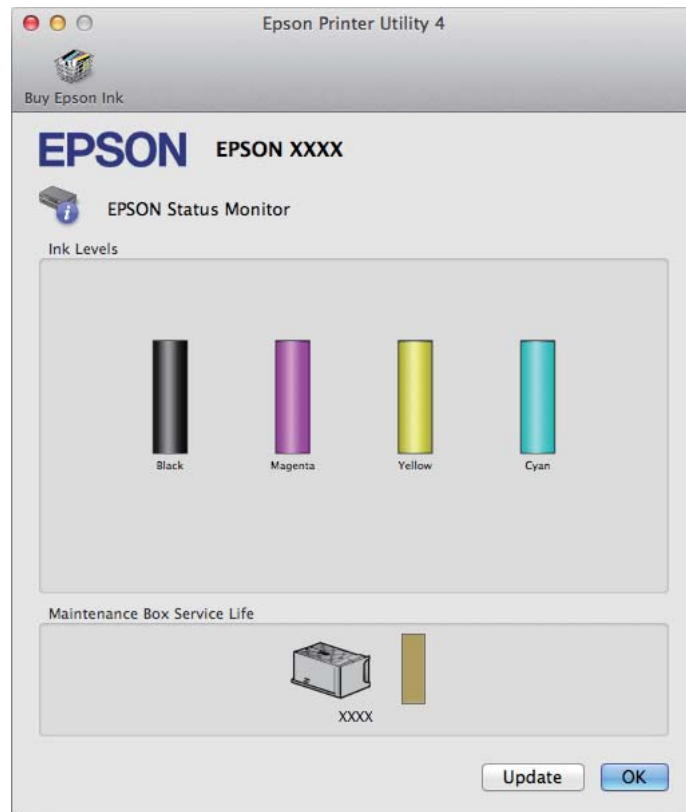 Epson Printer Utility 4
Buy Epson Ink
EPSON EPSON XXXX
EPSON Status Monitor
Ink Levels
Black Magenta Yellow Cyan
Maintenance Box Service Life
XXXX
Update OK